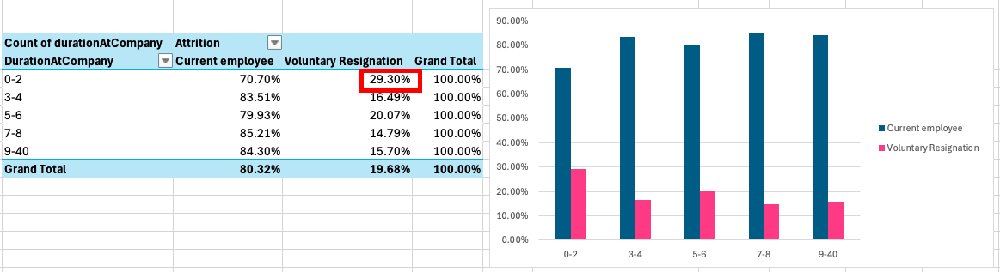 Count of durationAtCompany Attrition
DurationAtCompany Current employee Voluntary Resignation Grand Total
0-2 70.70% 29.30% 100.00%
3-4 83.51% 16.49% 100.00%
5-6 79.93% 20.07% 100.00%
7-8 85.21% 14.79% 100.00%
9-40 84.30% 15.70% 100.00%
Grand Total 80.32% 19.68% 100.00%
90.00%
80.00%
70.00%
60.00%
50.00%
40.00%
30.00%
20.00%
10.00%
0.00%
0-2 3-4 5-6 7-8 9-40
Current employee
Voluntary Resignation